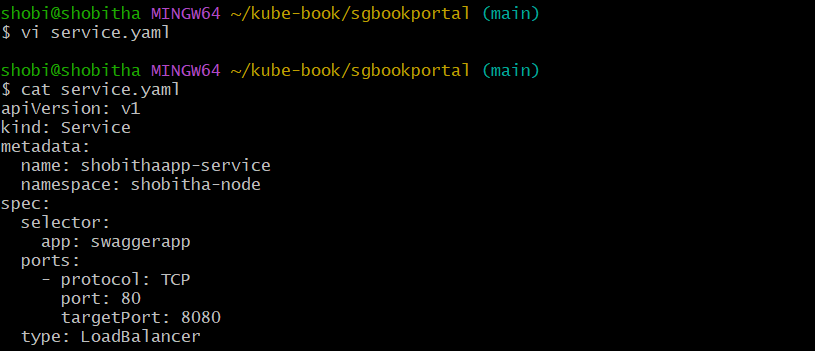 shobi@shobitha MINGW64 ~/kube-book/sgbookportal (main)
$ vi service.yaml

shobi@shobitha MINGW64 ~/kube-book/sgbookportal (main)
$ cat service.yaml
apiVersion: v1
kind: Service
metadata:
  name: shobithaapp-service
  namespace: shobitha-node
spec:
  selector:
    app: swaggerapp
  ports:
    - protocol: TCP
      port: 80
      targetPort: 8080
  type: LoadBalancer